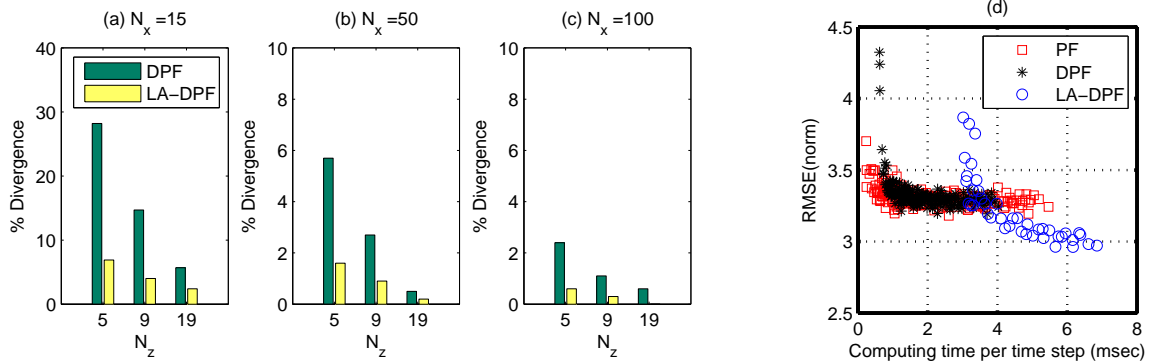 (a) N_x =15
40
30
20
10
0
% Divergence
DPF
LA−DPF
5 9 19
N_z
(b) N_x =50
10
8
6
4
2
0
% Divergence
5 9 19
N_z
(c) N_x =100
10
8
6
4
2
0
% Divergence
5 9 19
N_z
(d)
4.5
4
3.5
3
2.5
RMSE(norm)
PF
DPF
LA−DPF
0 2 4 6 8
Computing time per time step (msec)